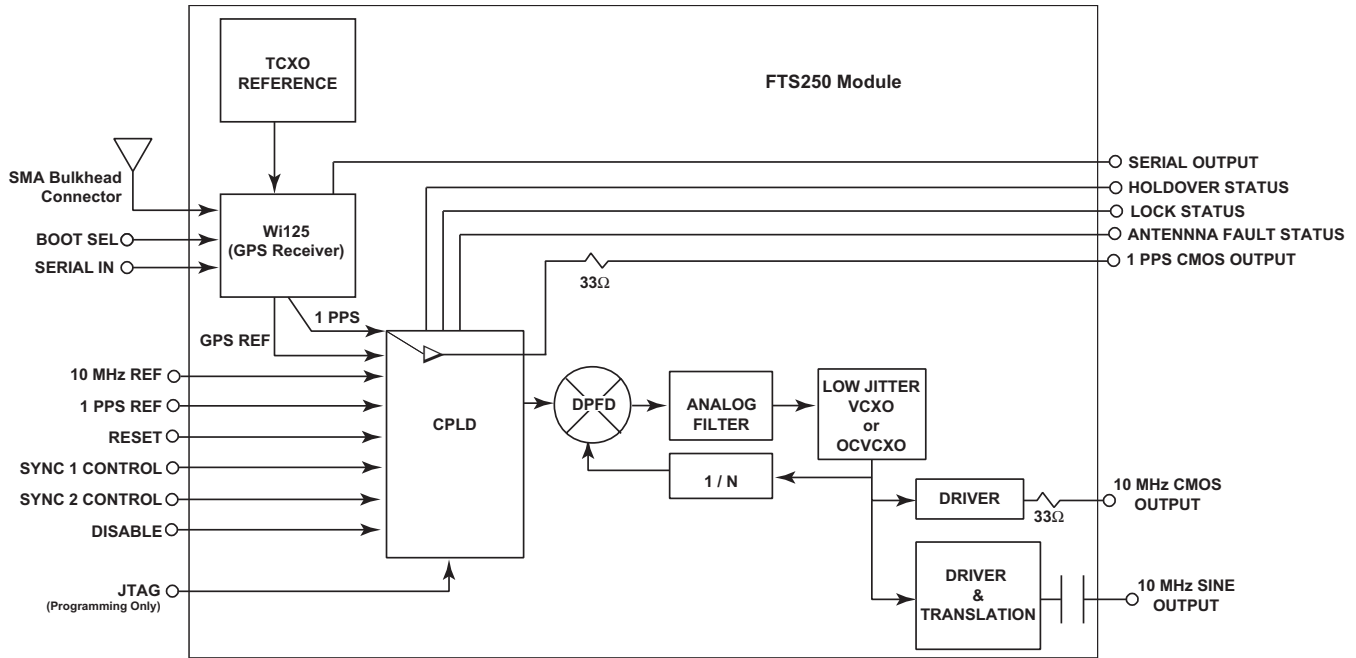 TCXO
REFERENCE
FTS250 Module
SMA Bulkhead
Connector
BOOT SEL
SERIAL IN
Wi125
(GPS Receiver)
SERIAL OUTPUT
HOLDOVER STATUS
LOCK STATUS
ANTENNNA FAULT STATUS
1 PPS CMOS OUTPUT
33Ω
1 PPS
GPS REF
10 MHz REF
1 PPS REF
RESET
SYNC 1 CONTROL
SYNC 2 CONTROL
DISABLE
JTAG
(Programming Only)
CPLD
DPFD
ANALOG
FILTER
LOW JITTER
VCXO
or
OCVCXO
1 / N
DRIVER
33Ω
10 MHz CMOS
OUTPUT
DRIVER
&
TRANSLATION
10 MHz SINE
OUTPUT